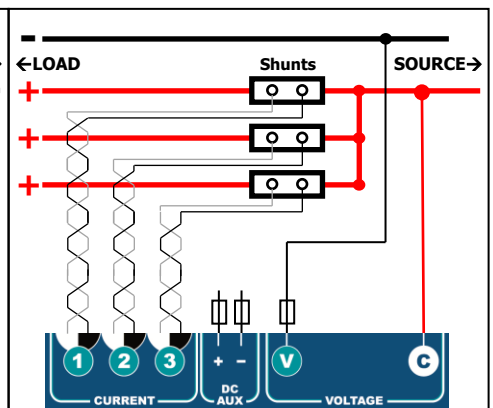 -
←LOAD Shunts SOURCE→
+
+
+
1 2 3 + - V C
CURRENT DC AUX VOLTAGE